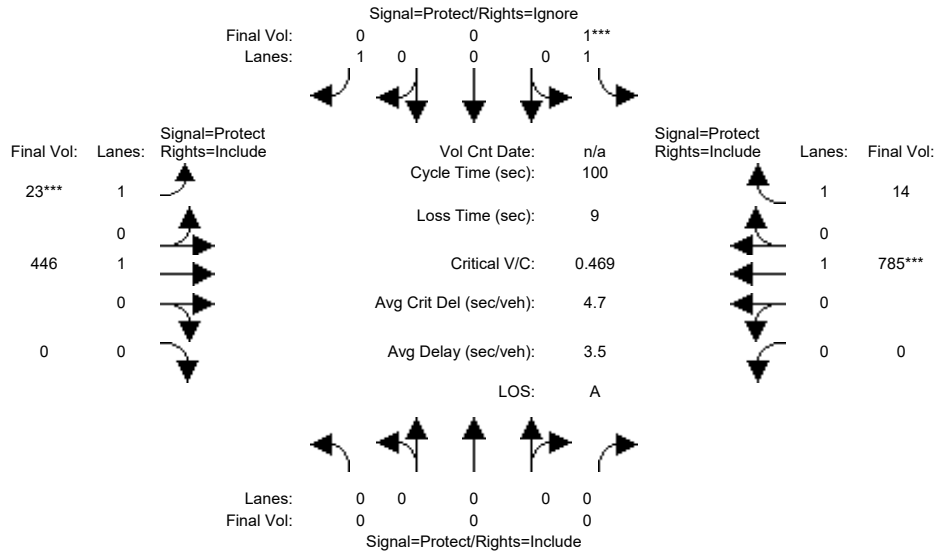 Signal=Protect/Rights=Ignore
Final Vol: 0 0 1***
Lanes: 1 0 0 0 1
Signal=Protect Signal=Protect
Final Vol: Lanes: Rights=Include Vol Cnt Date: n/a Rights=Include Lanes: Final Vol:
Cycle Time (sec): 100
23*** 1 1 14
Loss Time (sec): 9
0 0
446 1 Critical V/C: 0.469 1 785***
0 Avg Crit Del (sec/veh): 4.7 0
0 0 Avg Delay (sec/veh): 3.5 0 0
LOS: A
Lanes: 0 0 0 0 0
Final Vol: 0 0 0
Signal=Protect/Rights=Include